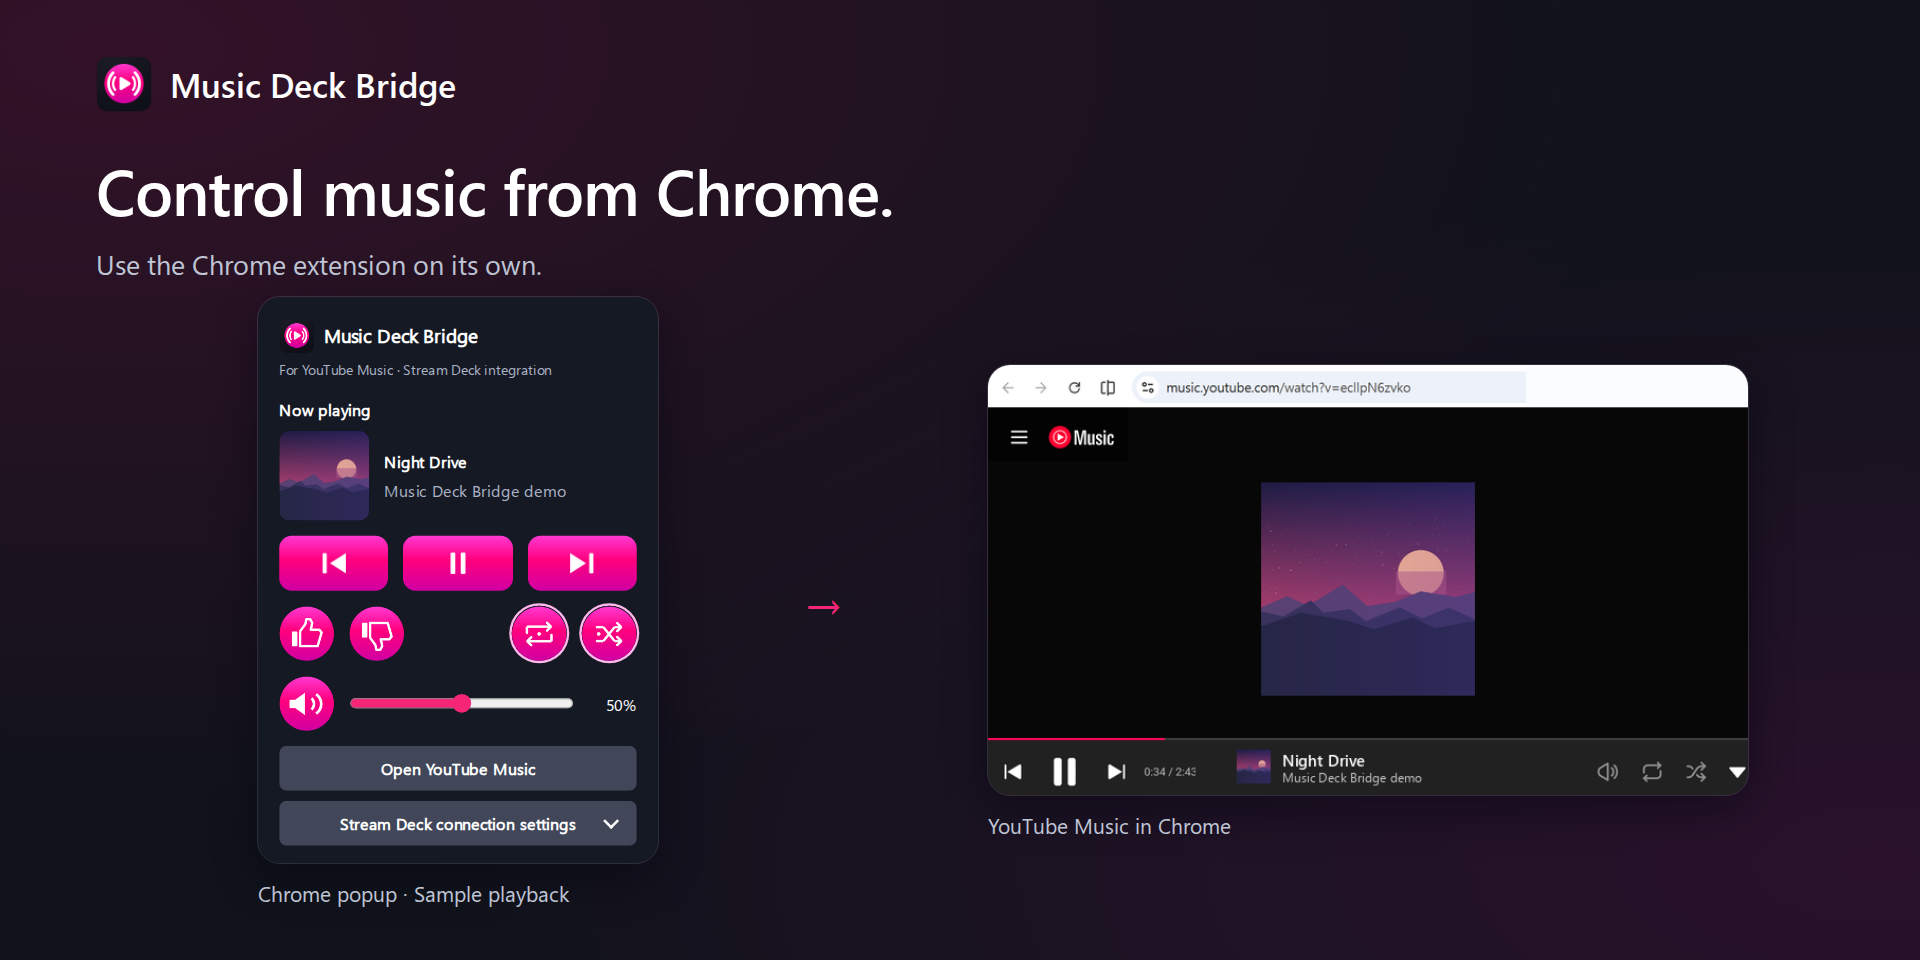 Music Deck Bridge
Control music from Chrome.
Use the Chrome extension on its own.
Music Deck Bridge
For YouTube Music · Stream Deck integration
Now playing
Night Drive
Music Deck Bridge demo
50%
Open YouTube Music
Stream Deck connection settings
Chrome popup · Sample playback
music.youtube.com/watch?v=ecllpN6zvko
Music
0:34 / 2:43
Night Drive
Music Deck Bridge demo
YouTube Music in Chrome